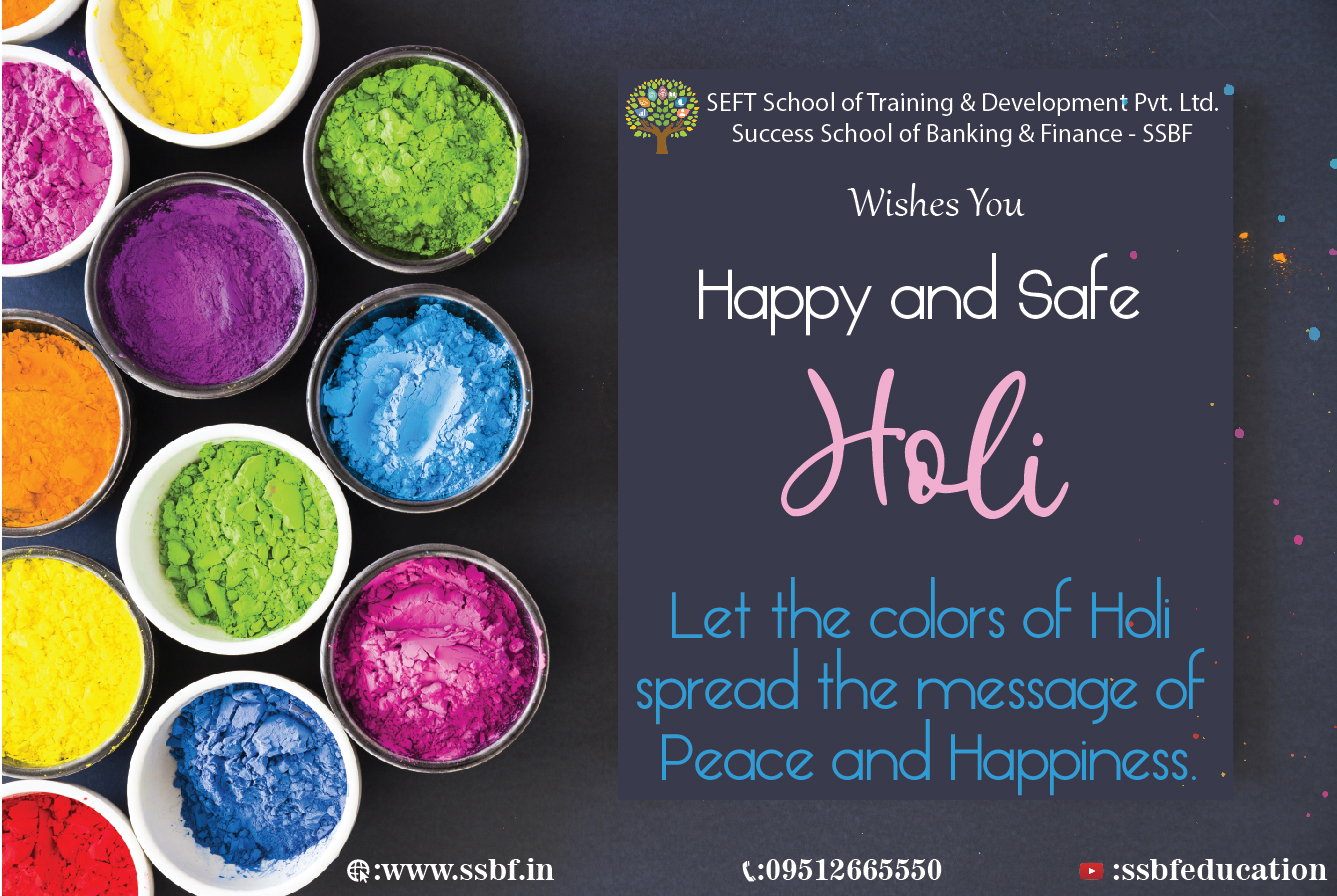 SEFT School of Training & Development Pvt. Ltd.
Success School of Banking & Finance - SSBF
Wishes You
Happy and Safe
Holi
Let the colors of Holi
spread the message of
Peace and Happiness.
:www.ssbf.in
:09512665550
:ssbfeducation